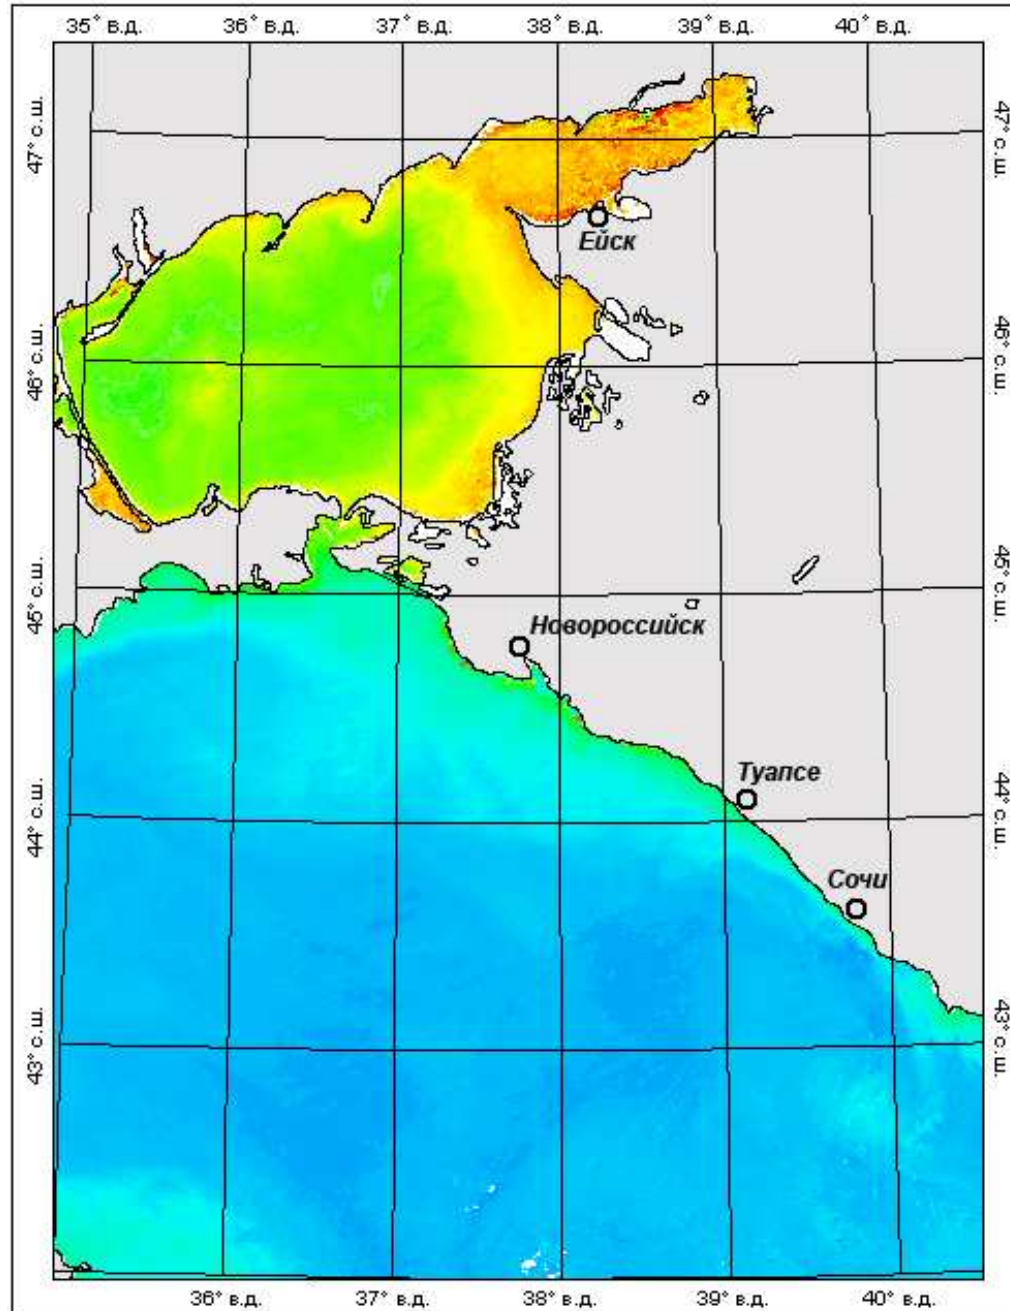 35° в.д. 36° в.д. 37° в.д. 38° в.д. 39° в.д. 40° в.д.
47° с.ш. 47° с.ш.
Ейск
46° с.ш. 46° с.ш.
45° с.ш. 45° с.ш.
Новороссийск
Туапсе
44° с.ш. 44° с.ш.
Сочи
43° с.ш. 43° с.ш.
36° в.д. 37° в.д. 38° в.д. 39° в.д. 40° в.д.